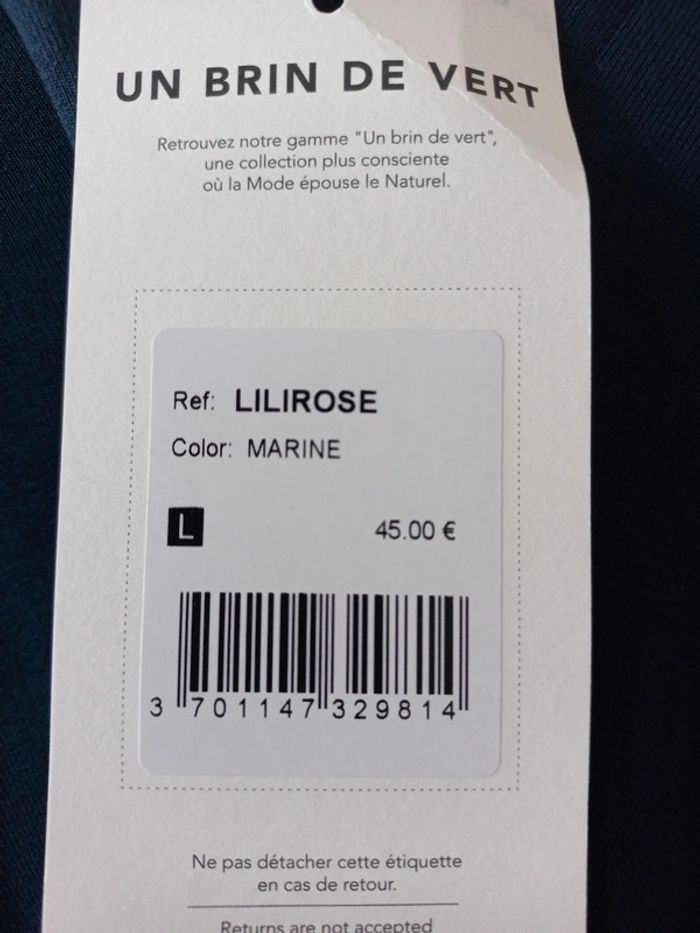 UN BRIN DE VERT
Retrouvez notre gamme "Un brin de vert",
une collection plus consciente
où la Mode épouse le Naturel.
Ref: LILIROSE
Color: MARINE
L 45.00 €
3 701147 329814
Ne pas détacher cette étiquette
en cas de retour.
Returns are not accepted